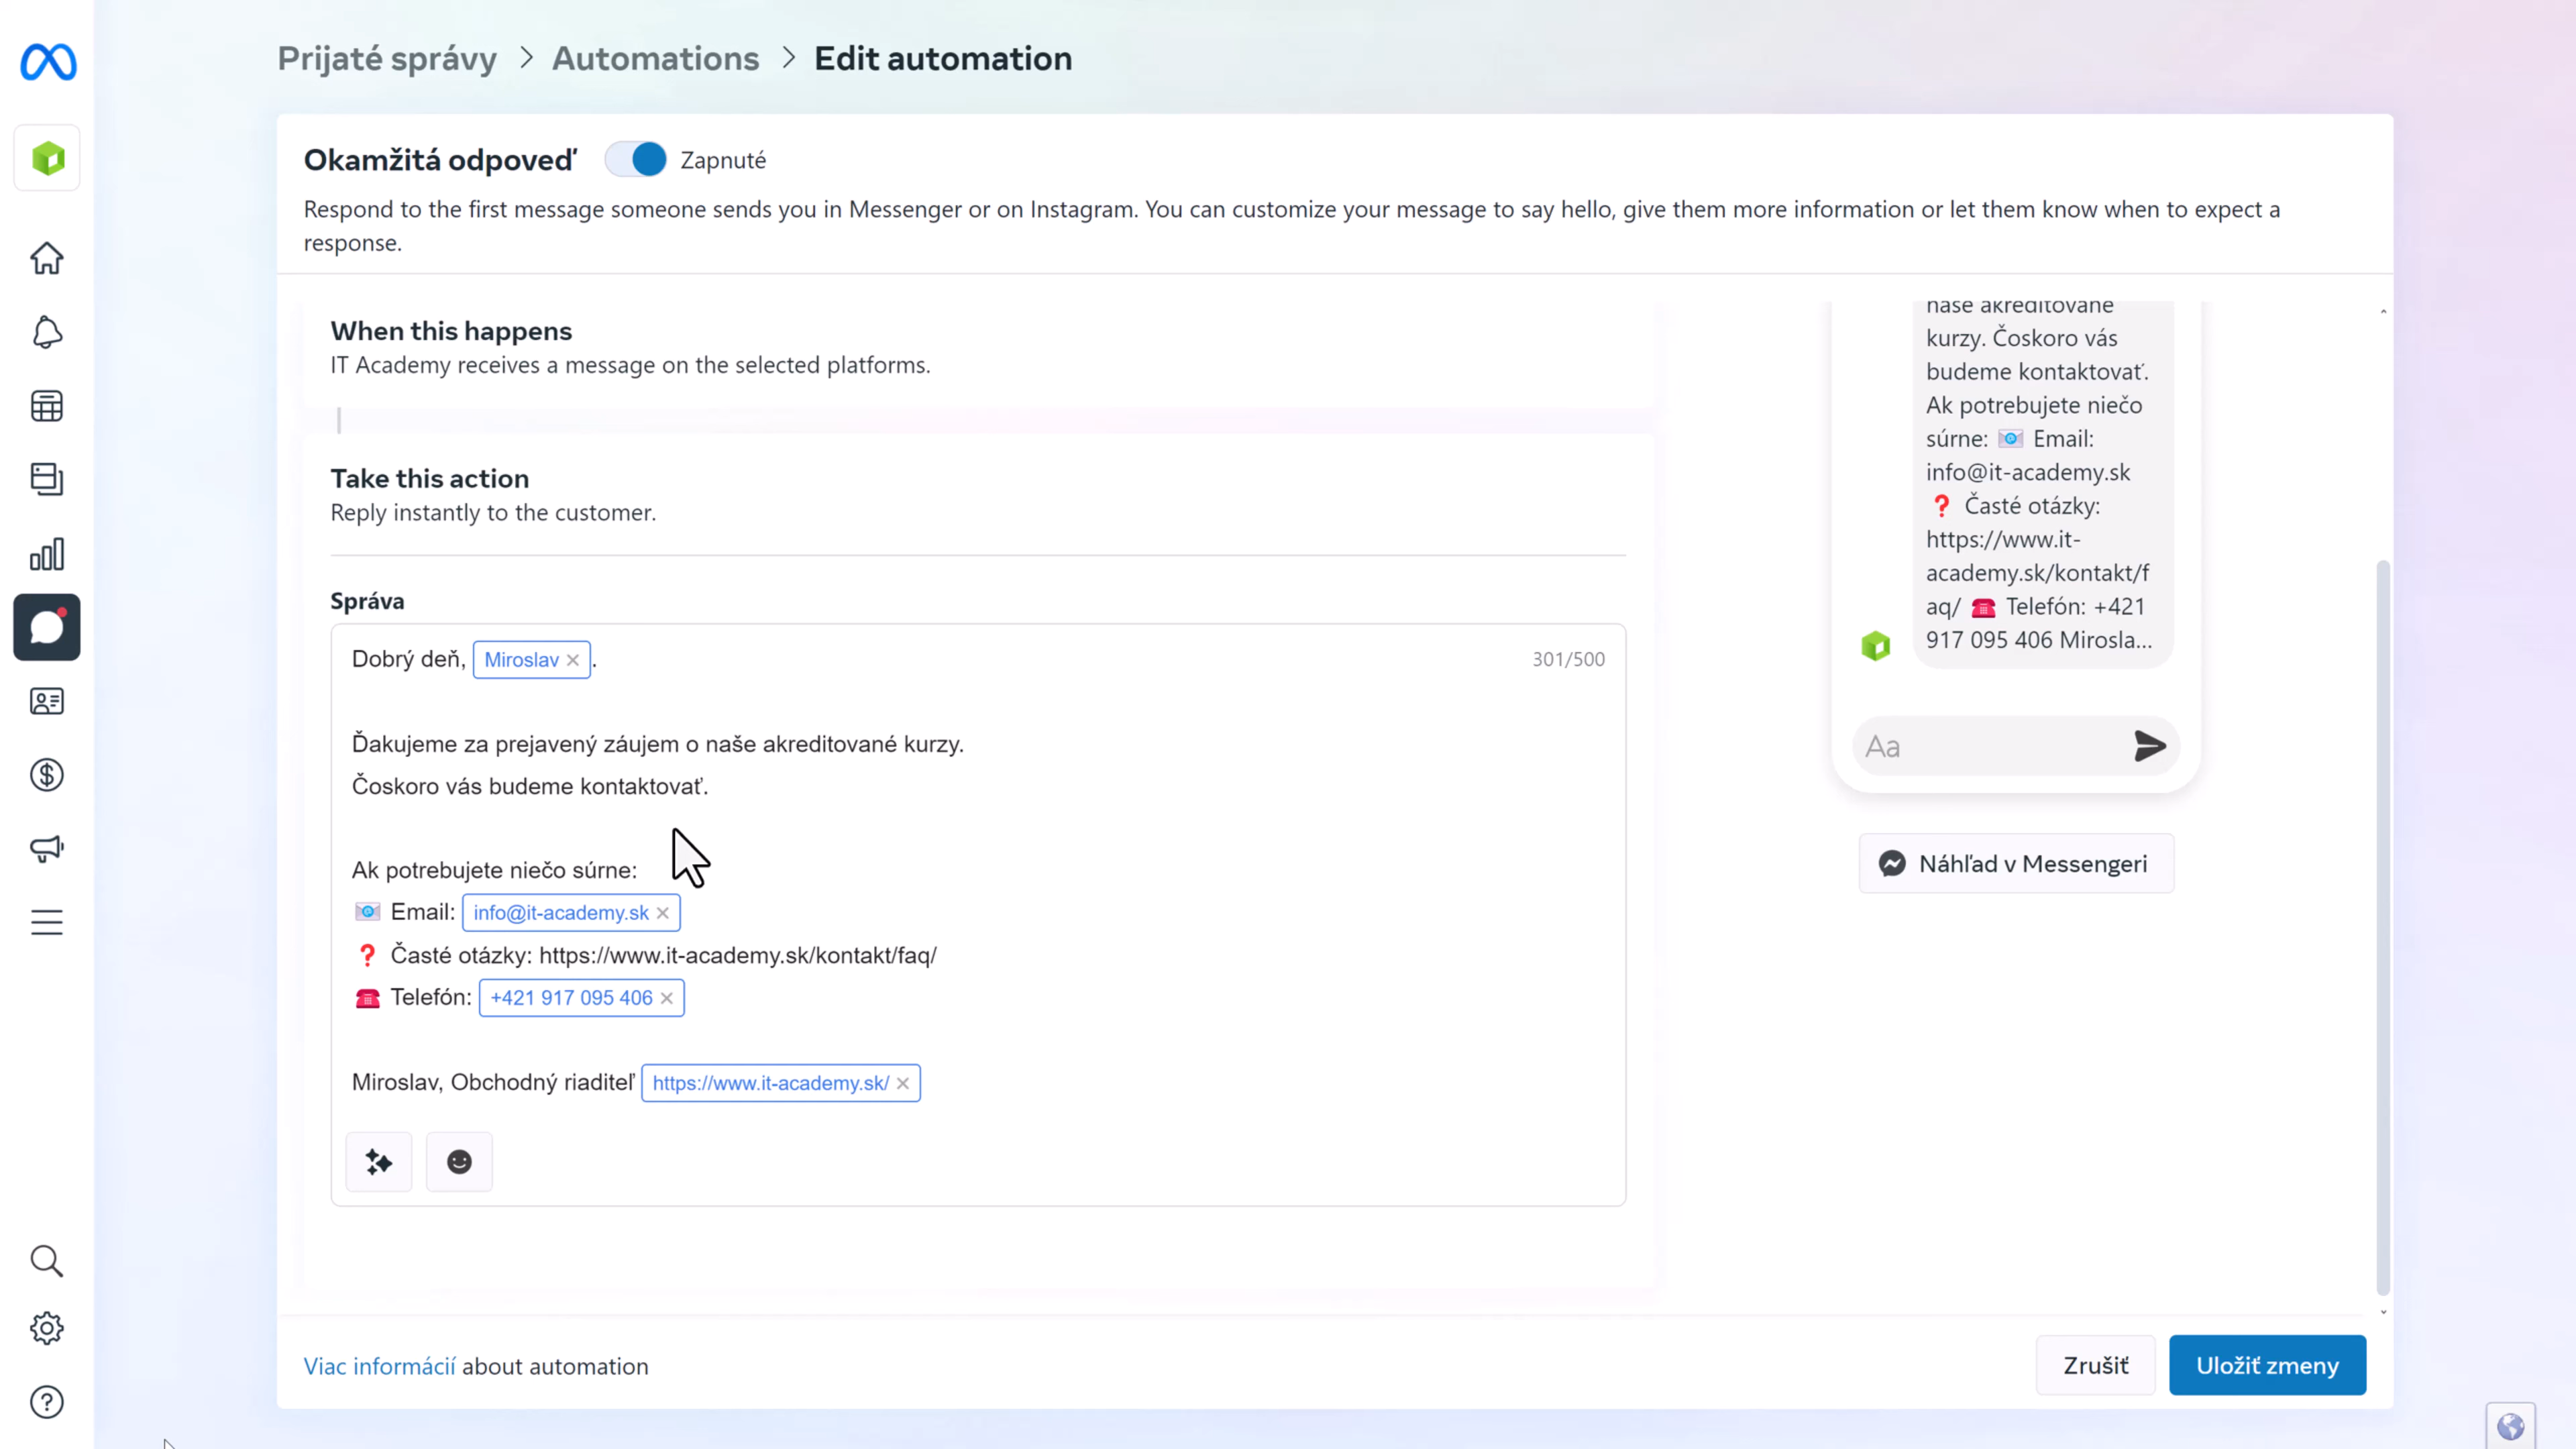 Prijaté správy > Automations > Edit automation
Okamžitá odpoveď Zapnuté
Respond to the first message someone sends you in Messenger or on Instagram. You can customize your message to say hello, give them more information or let them know when to expect a
response.
When this happens
IT Academy receives a message on the selected platforms.
Take this action
Reply instantly to the customer.
Správa
Dobrý deň, Miroslav ×.
301/500
Ďakujeme za prejavený záujem o naše akreditované kurzy.
Čoskoro vás budeme kontaktovať.
Ak potrebujete niečo súrne:
📧 Email: info@it-academy.sk ×
❓ Časté otázky: https://www.it-academy.sk/kontakt/faq/
☎️ Telefón: +421 917 095 406 ×
Miroslav, Obchodný riaditeľ https://www.it-academy.sk/ ×
naše akreditované
kurzy. Čoskoro vás
budeme kontaktovať.
Ak potrebujete niečo
súrne: 📧 Email:
info@it-academy.sk
❓ Časté otázky:
https://www.it-
academy.sk/kontakt/f
aq/ ☎️ Telefón: +421
917 095 406 Mirosla...
Aa
Náhľad v Messengeri
Viac informácií about automation
Zrušiť
Uložiť zmeny